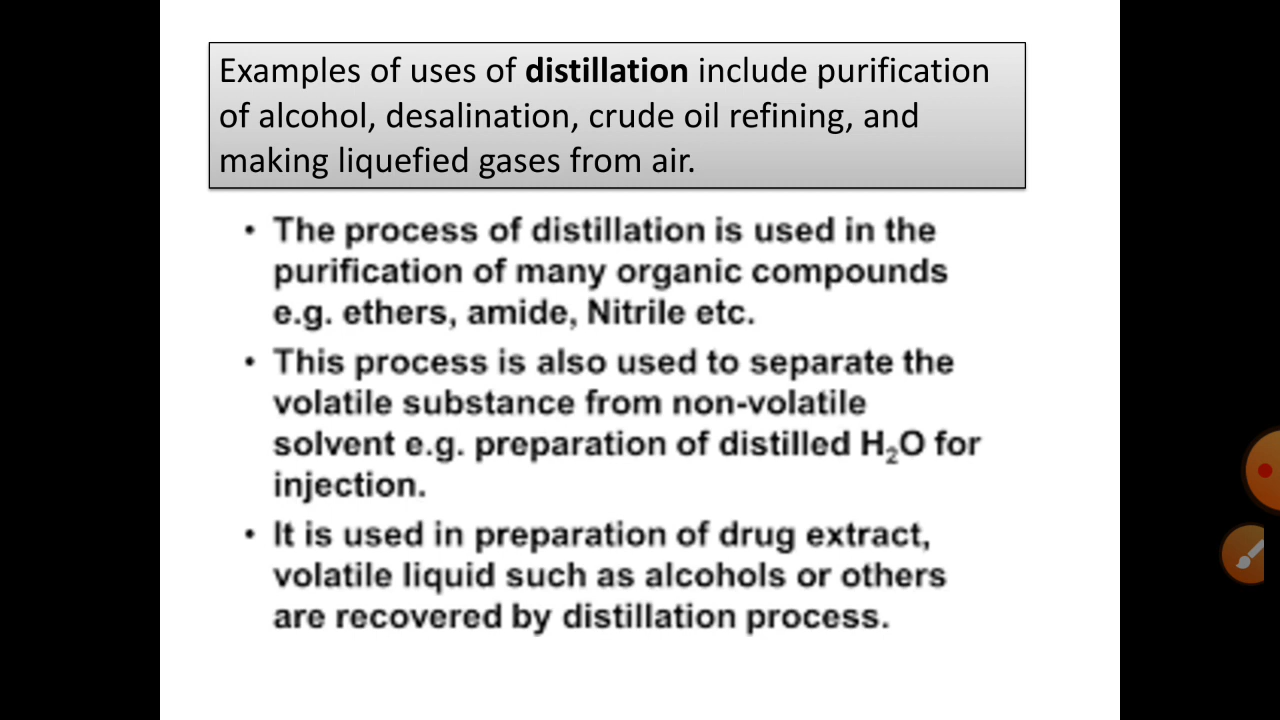 Examples of uses of distillation include purification
of alcohol, desalination, crude oil refining, and
making liquefied gases from air.
• The process of distillation is used in the
purification of many organic compounds
e.g. ethers, amide, Nitrile etc.
• This process is also used to separate the
volatile substance from non-volatile
solvent e.g. preparation of distilled H₂O for
injection.
• It is used in preparation of drug extract,
volatile liquid such as alcohols or others
are recovered by distillation process.